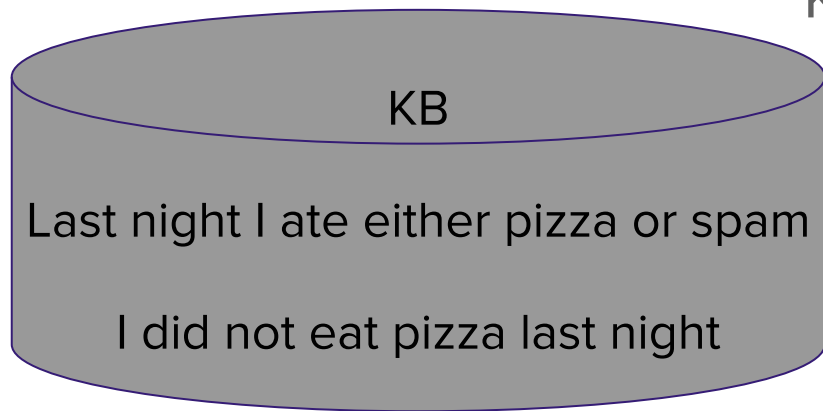 KB
Last night I ate either pizza or spam
I did not eat pizza last night